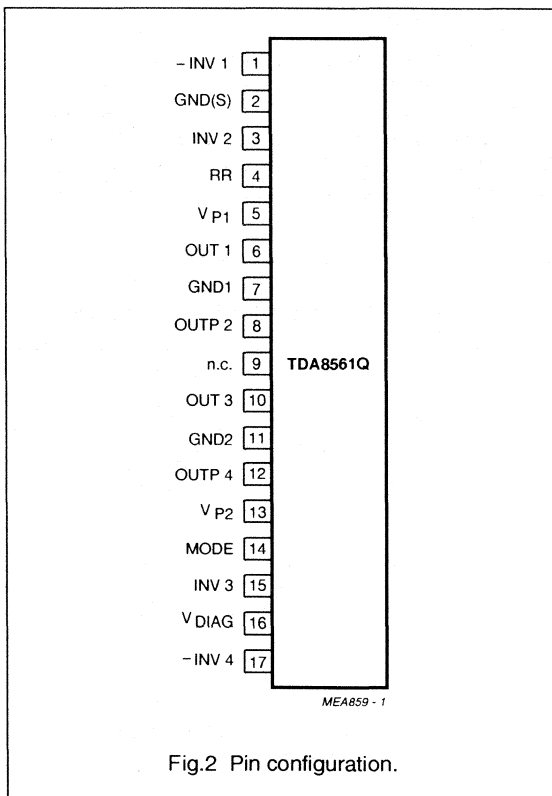 – INV 1 1
GND(S) 2
INV 2 3
RR 4
V P1 5
OUT 1 6
GND1 7
OUTP 2 8
n.c. 9 TDA8561Q
OUT 3 10
GND2 11
OUTP 4 12
V P2 13
MODE 14
INV 3 15
V DIAG 16
– INV 4 17
MEA859 - 1
Fig.2 Pin configuration.